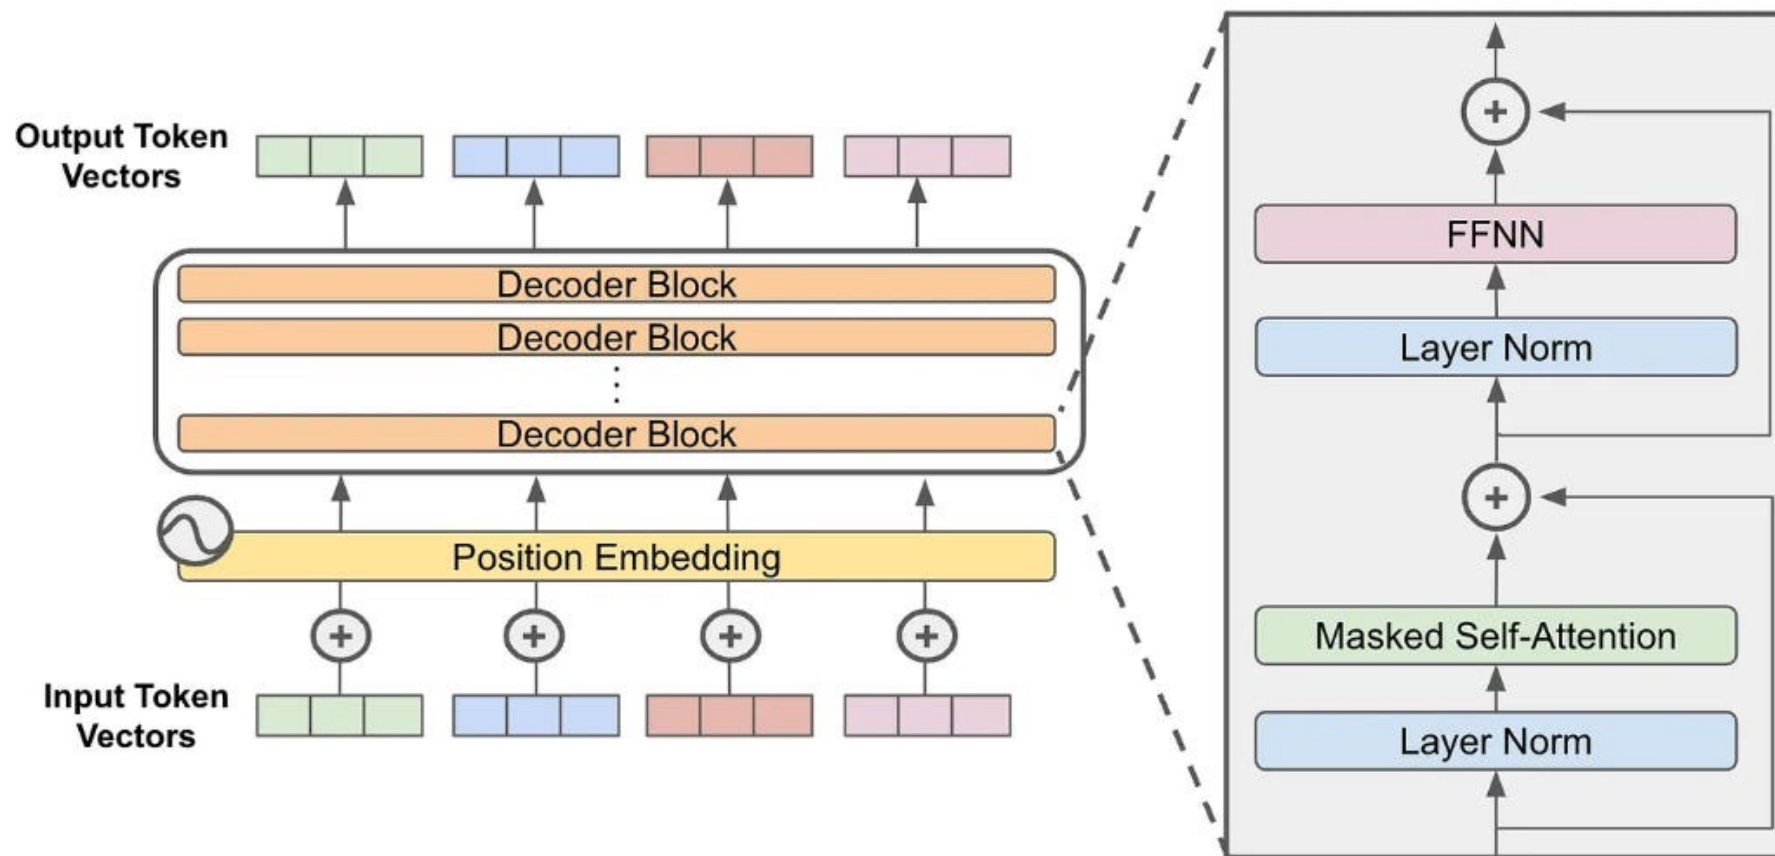 Output Token
Vectors
Decoder Block
Decoder Block
Decoder Block
Position Embedding
Input Token
Vectors
FFNN
Layer Norm
Masked Self-Attention
Layer Norm